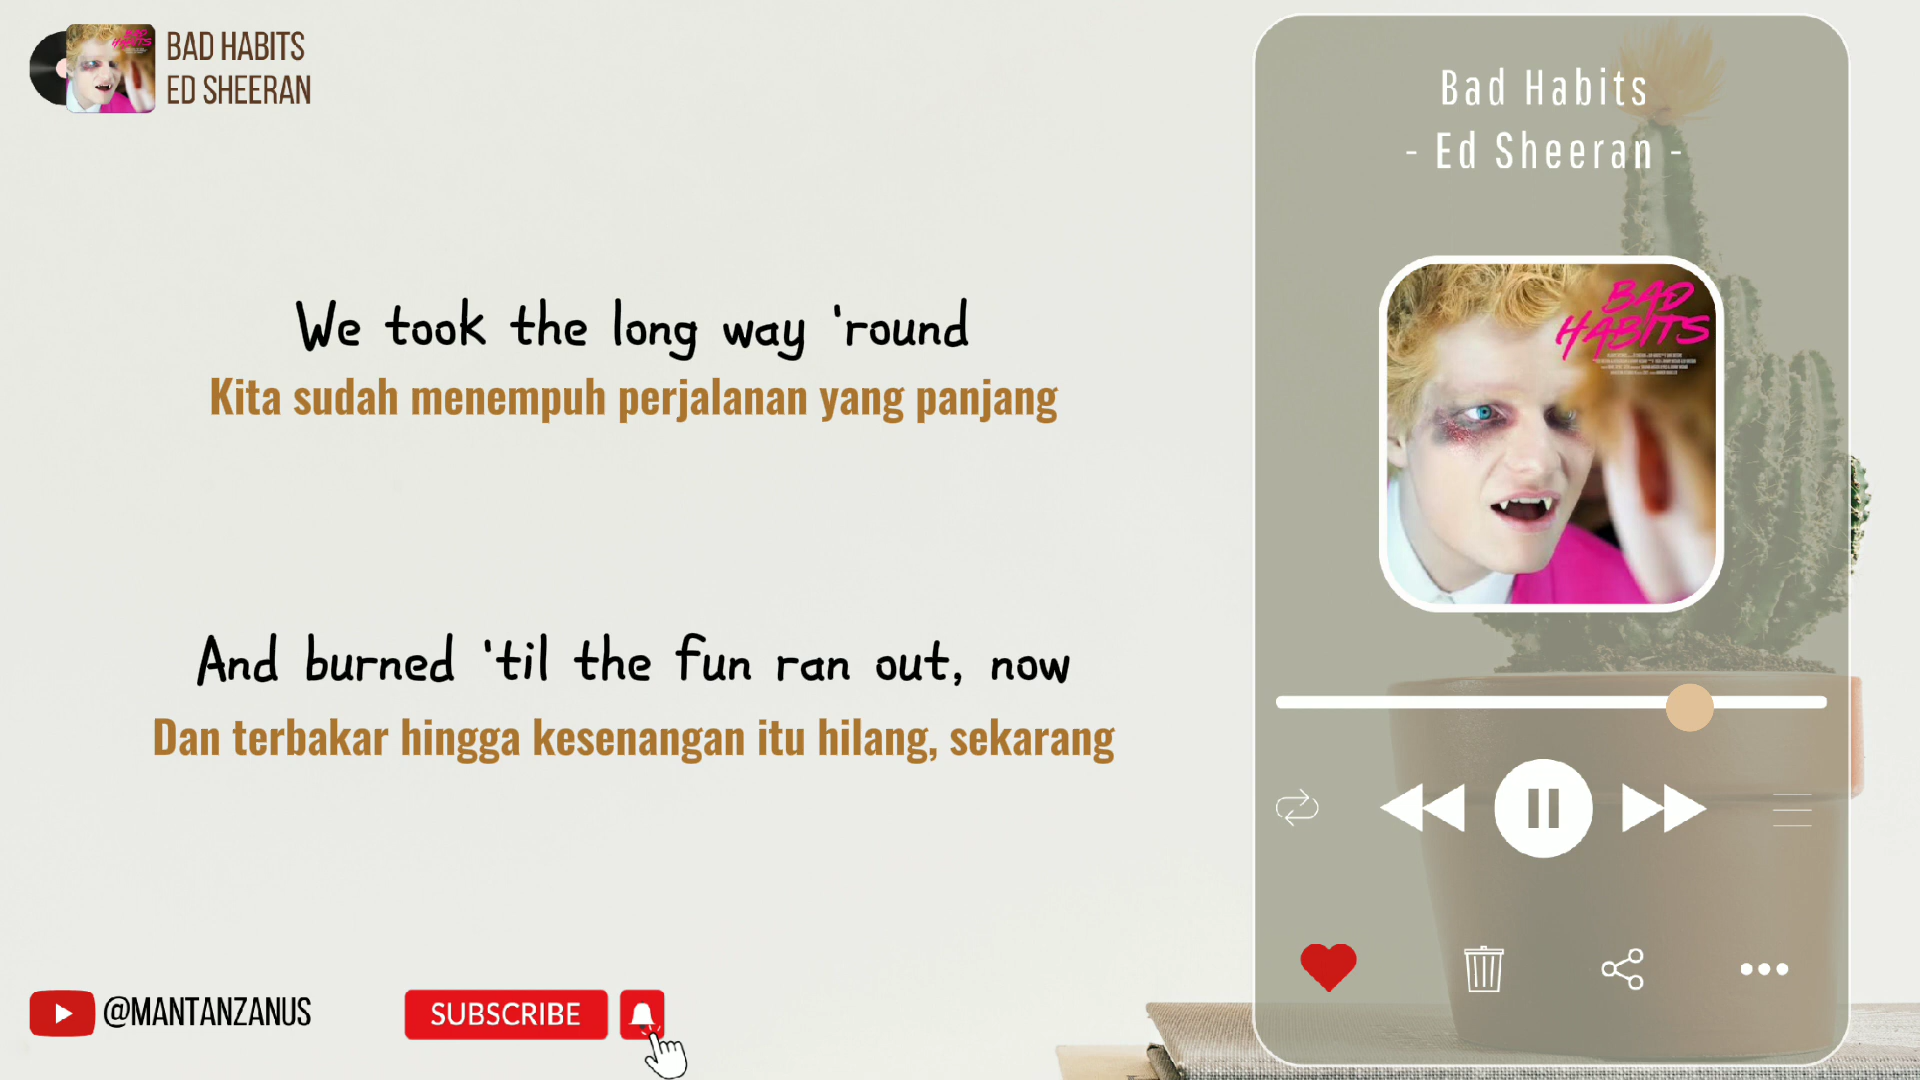 BAD HABITS
ED SHEERAN
Bad Habits
- Ed Sheeran -
BAD
HABITS
We took the long way 'round
Kita sudah menempuh perjalanan yang panjang
And burned 'til the fun ran out, now
Dan terbakar hingga kesenangan itu hilang, sekarang
@MANTANZANUS
SUBSCRIBE